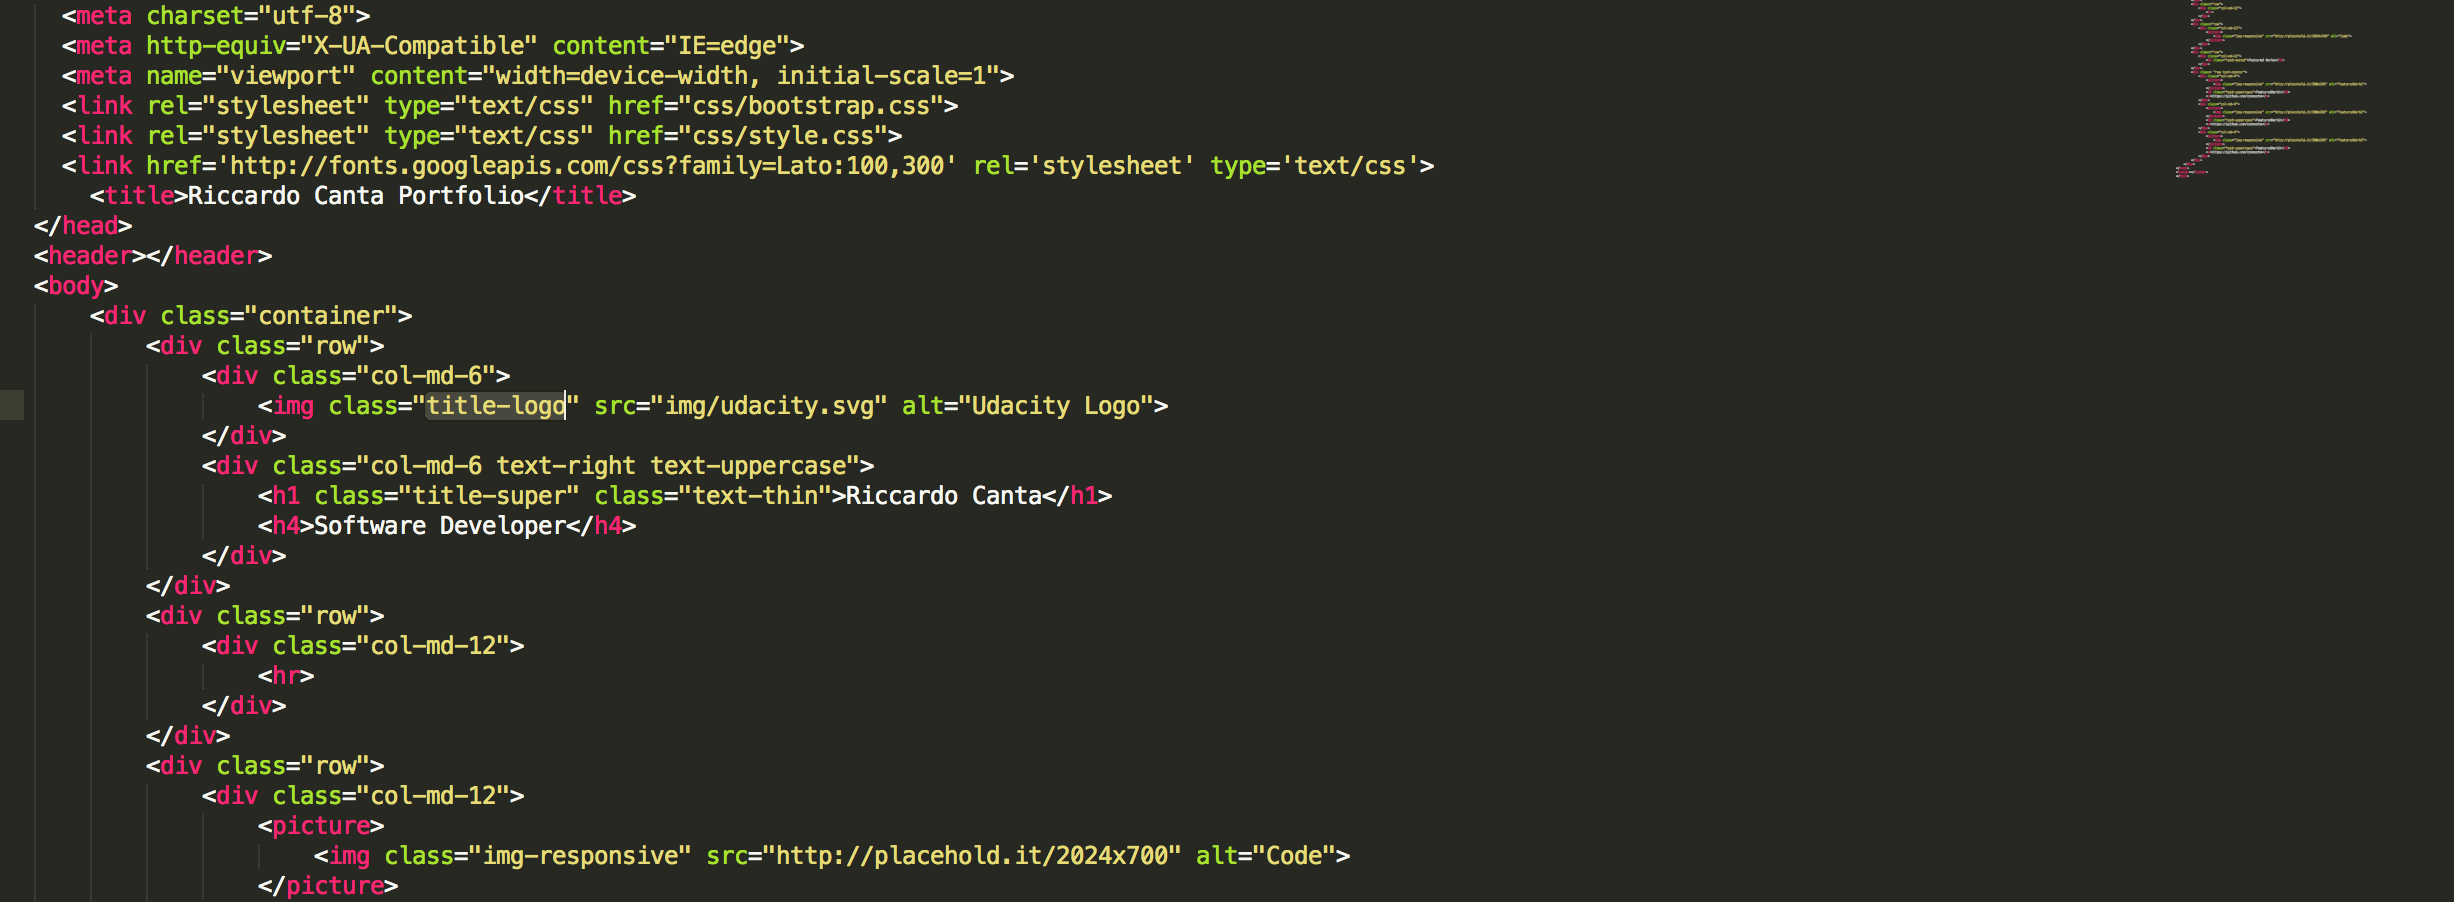 <meta charset="utf-8">
<meta http-equiv="X-UA-Compatible" content="IE=edge">
<meta name="viewport" content="width=device-width, initial-scale=1">
<link rel="stylesheet" type="text/css" href="css/bootstrap.css">
<link rel="stylesheet" type="text/css" href="css/style.css">
<link href='http://fonts.googleapis.com/css?family=Lato:100,300' rel='stylesheet' type='text/css'>
<title>Riccardo Canta Portfolio</title>
</head>
<header></header>
<body>
<div class="container">
<div class="row">
<div class="col-md-6">
<img class="title-logo" src="img/udacity.svg" alt="Udacity Logo">
</div>
<div class="col-md-6 text-right text-uppercase">
<h1 class="title-super" class="text-thin">Riccardo Canta</h1>
<h4>Software Developer</h4>
</div>
</div>
<div class="row">
<div class="col-md-12">
<hr>
</div>
</div>
<div class="row">
<div class="col-md-12">
<picture>
<img class="img-responsive" src="http://placehold.it/2024x700" alt="Code">
</picture>